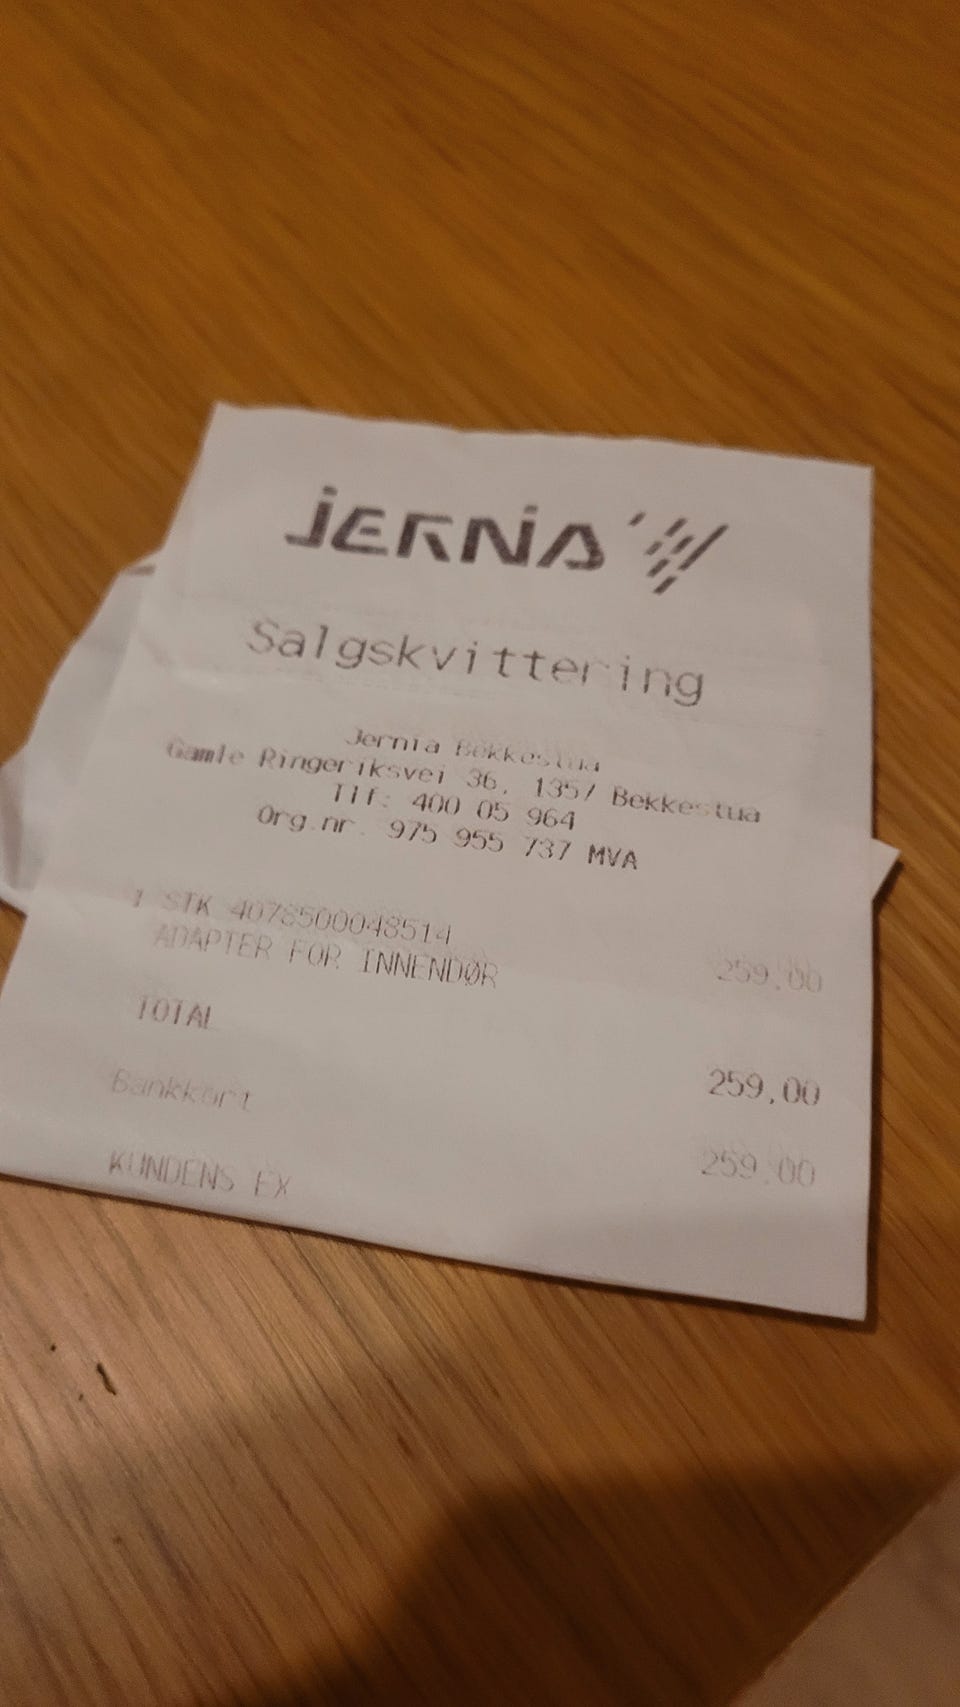 JERNIA
Salgskvittering
Jernia Bekkestua
Gamle Ringeriksvei 36, 1357 Bekkestua
Tlf: 400 05 964
Org.nr. 975 955 737 MVA
1 STK 4078500048514
ADAPTER FOR INNENDØR 259,00
TOTAL 259,00
Bankkort 259,00
KUNDENS EX